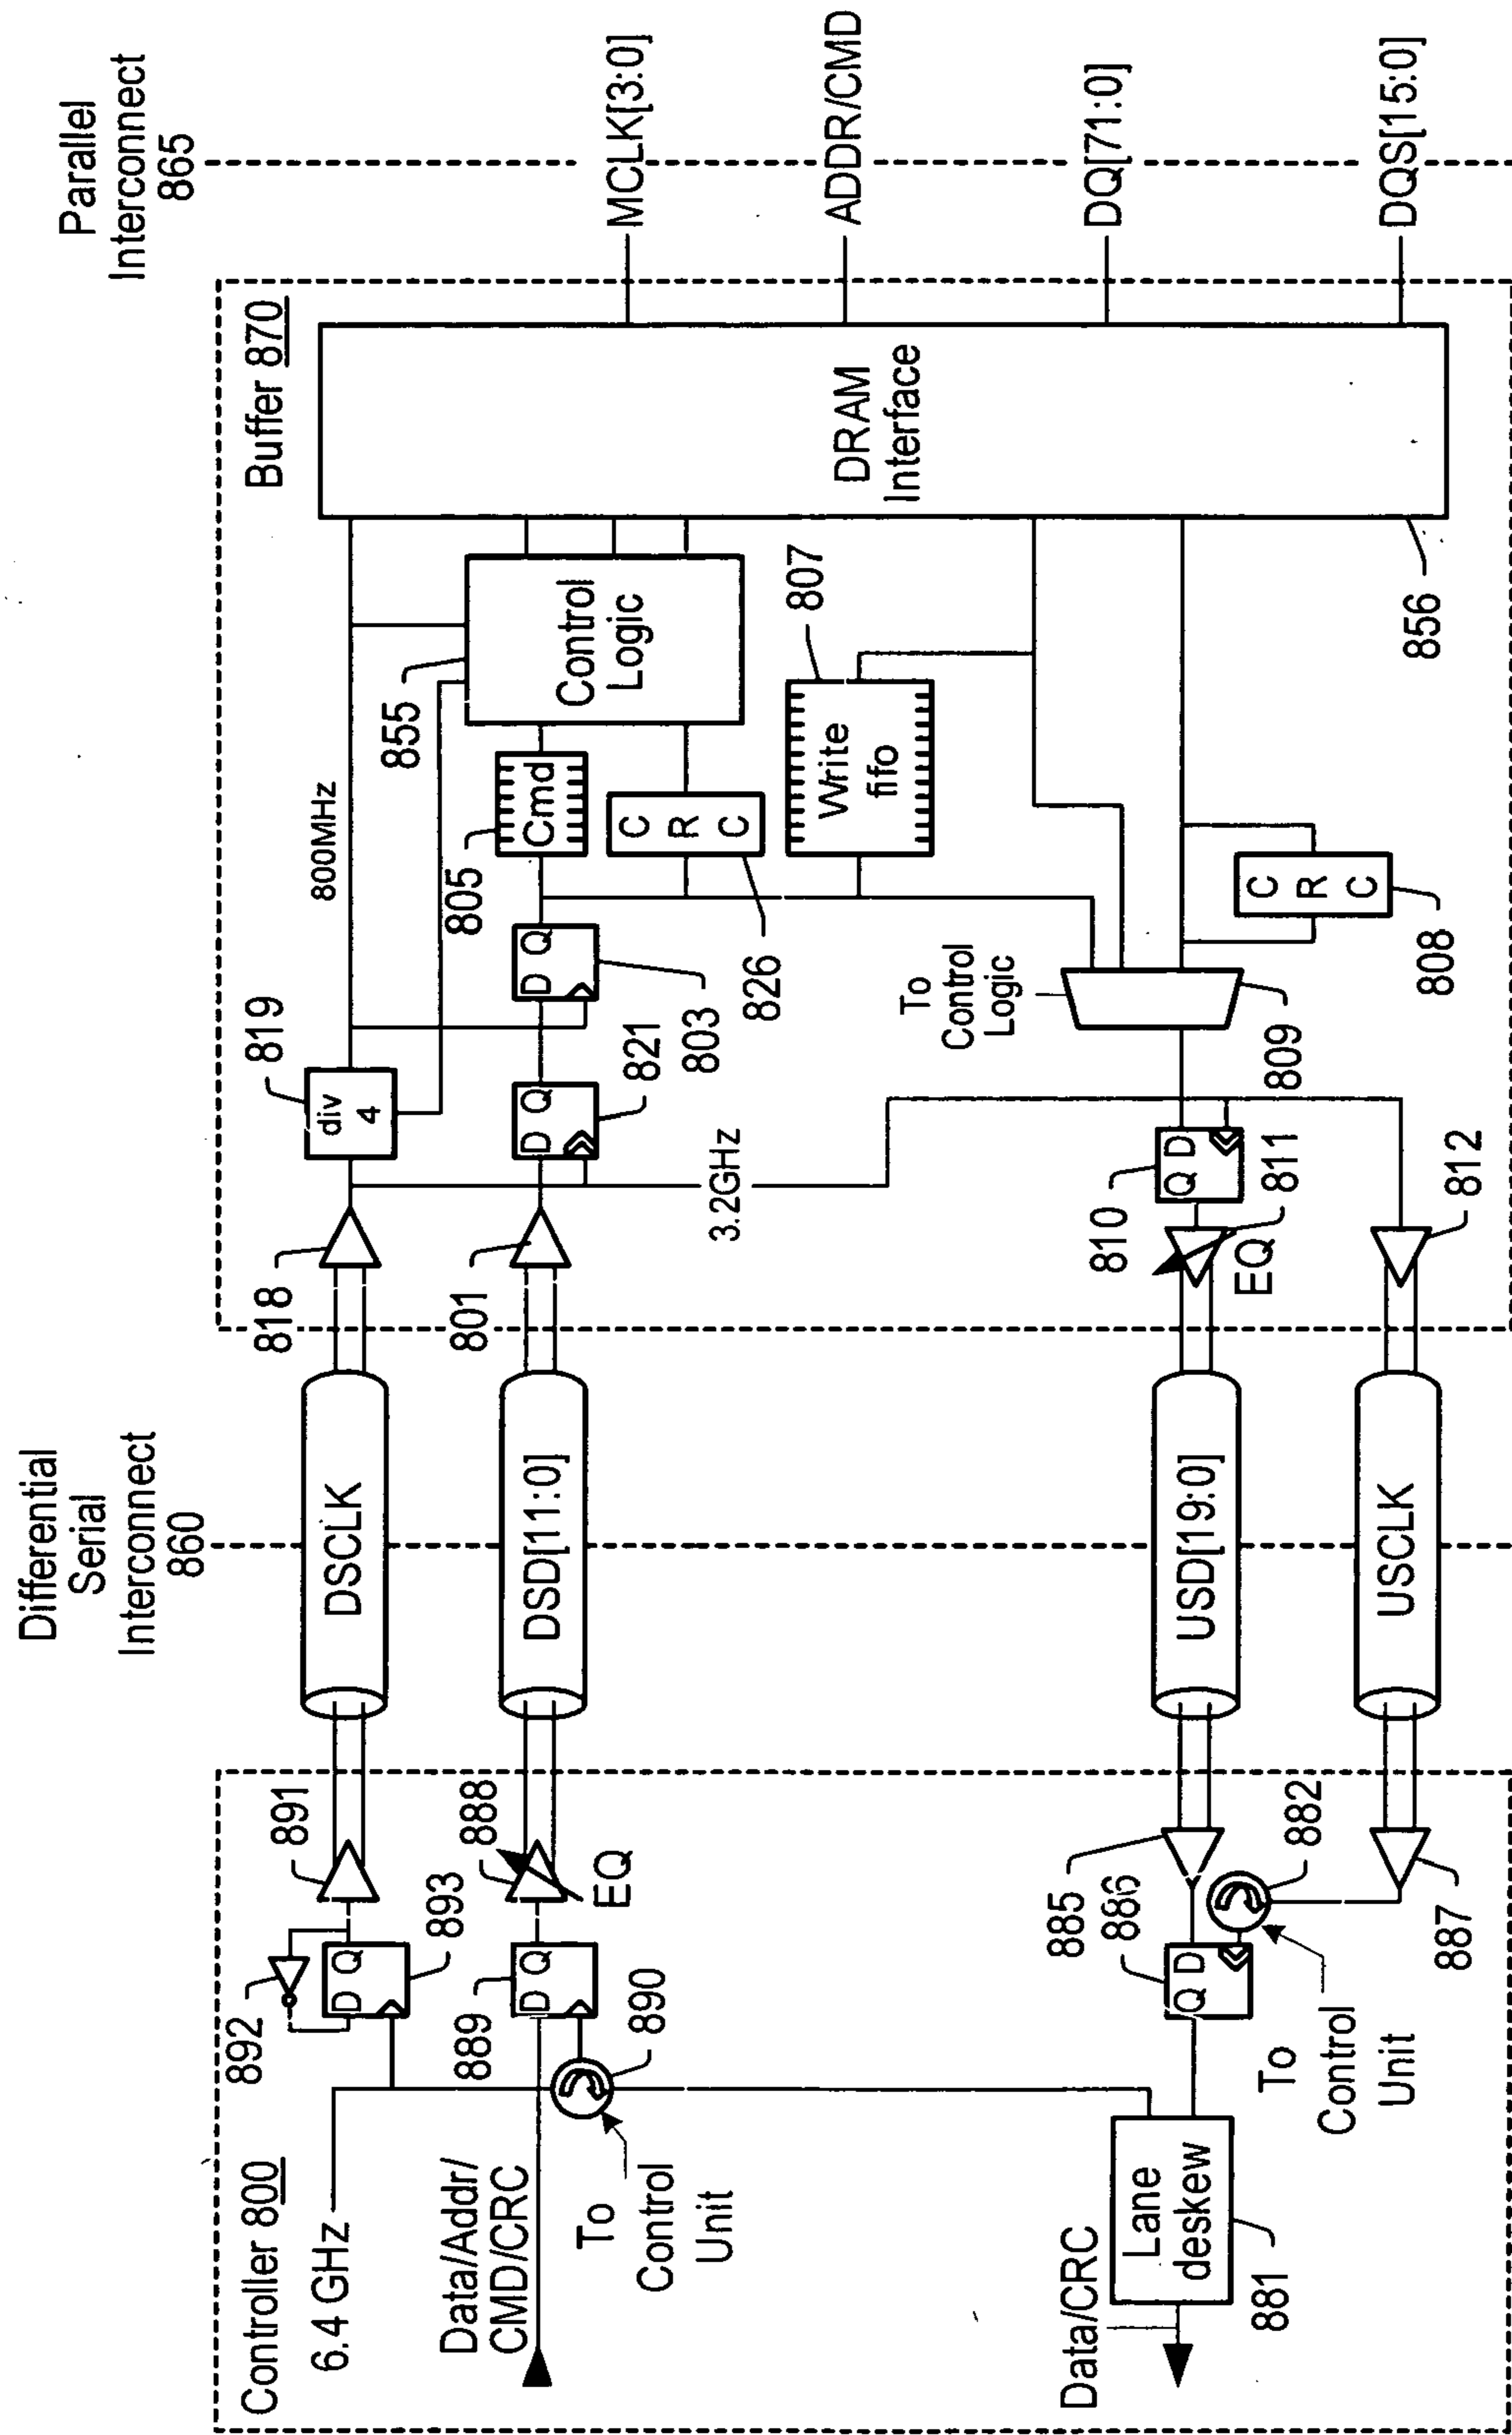 Differential
Serial
Interconnect
860
Parallel
Interconnect
865
Controller 800
6.4 GHz
892
891
893
DSCLK
818
819
div
4
800MHz
Buffer 870
MCLK[3:0]
Data/Addr/
CMD/CRC
889
D Q
D Q
888
EQ
890
To
Control
Unit
DSD[11:0]
801
D Q
821
3.2GHz
D Q
803
805
Cmd
C
R
C
826
855
Control
Logic
ADDR/CMD
807
Write
fifo
DRAM
Interface
To
Control
Logic
Data/CRC
Lane
deskew
881
Q D
886
885
882
887
To
Control
Unit
USD[19:0]
USCLK
810
Q D
811
EQ
812
809
C
R
C
808
856
DQ[71:0]
DQS[15:0]